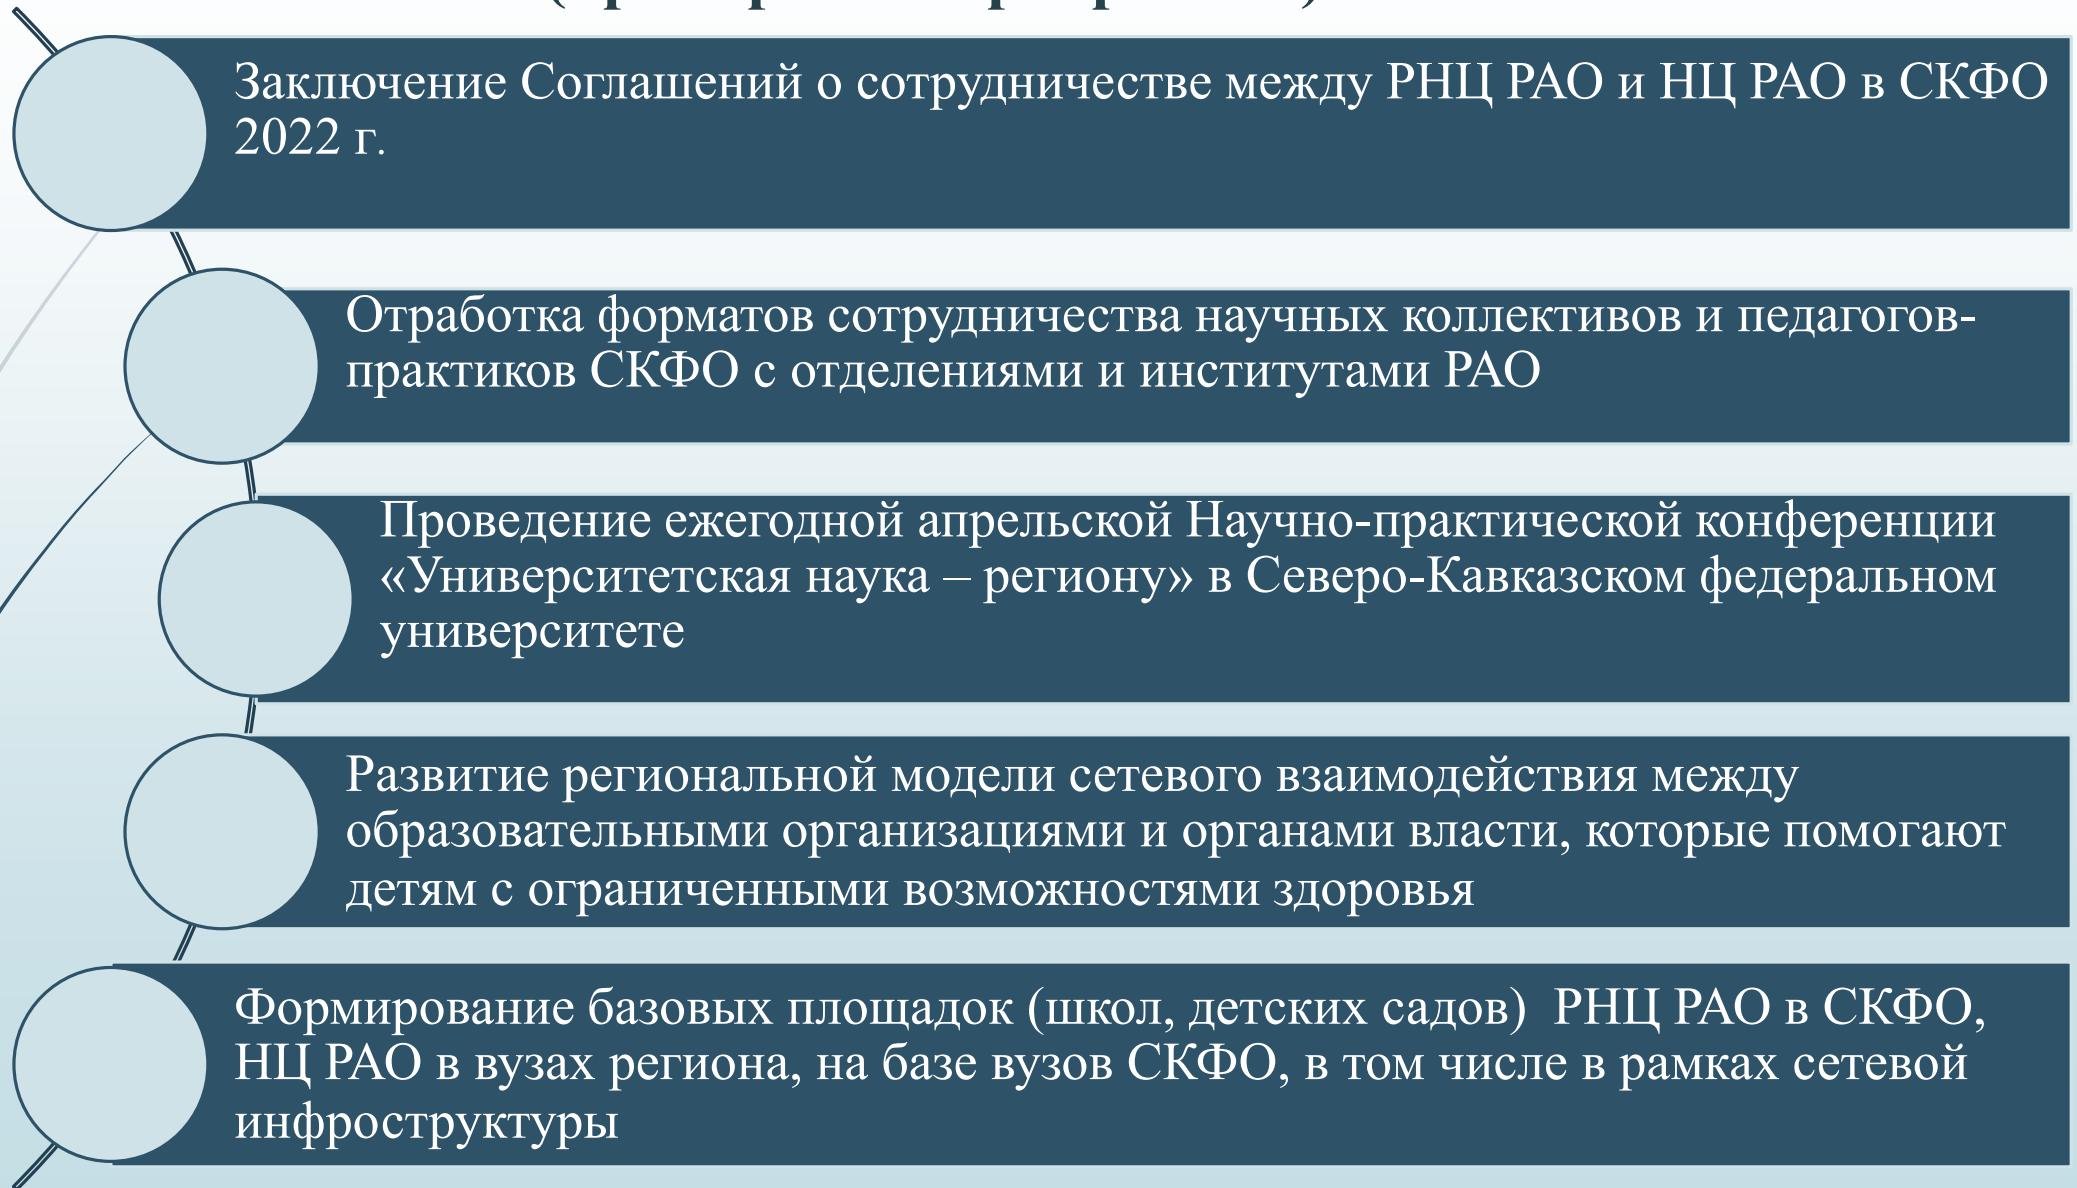 Заключение Соглашений о сотрудничестве между РНЦ РАО и НЦ РАО в СКФО
2022 г.
Отработка форматов сотрудничества научных коллективов и педагогов-
практиков СКФО с отделениями и институтами РАО
Проведение ежегодной апрельской Научно-практической конференции
«Университетская наука – региону» в Северо-Кавказском федеральном
университете
Развитие региональной модели сетевого взаимодействия между
образовательными организациями и органами власти, которые помогают
детям с ограниченными возможностями здоровья
Формирование базовых площадок (школ, детских садов)  РНЦ РАО в СКФО,
НЦ РАО в вузах региона, на базе вузов СКФО, в том числе в рамках сетевой
инфроструктуры